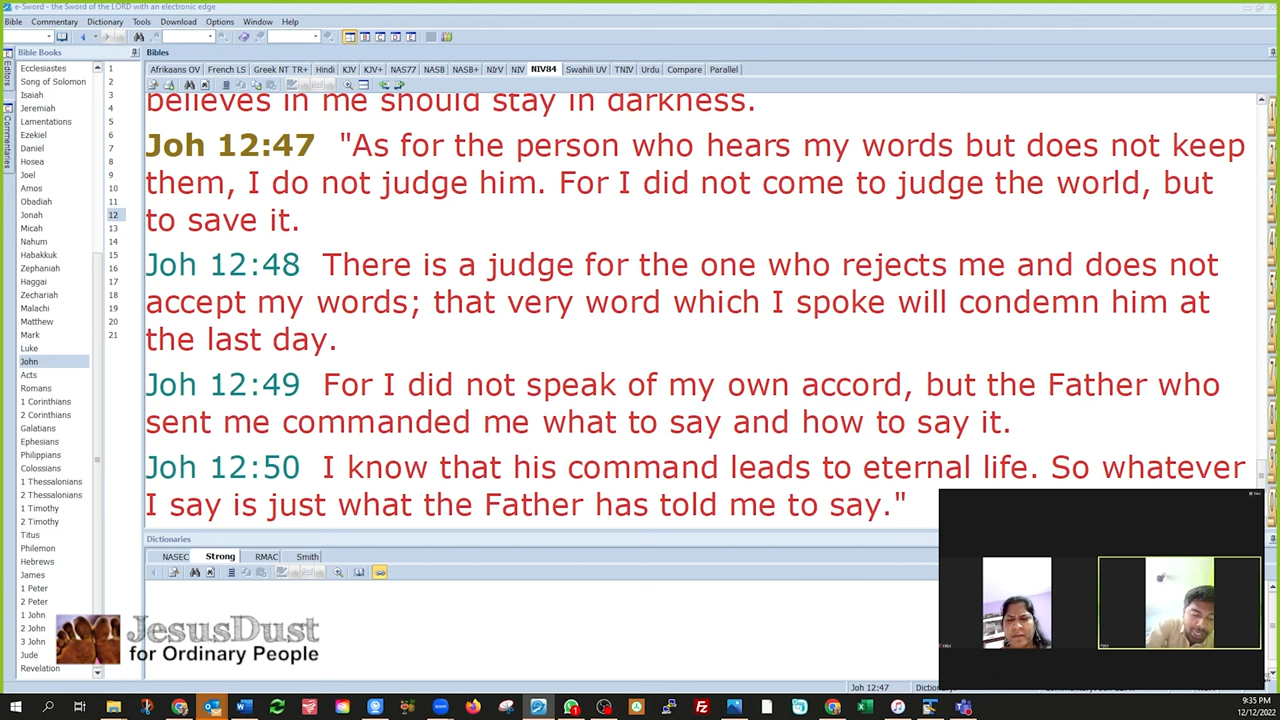 e-Sword - the Sword of the LORD with an electronic edge
Bible Commentary Dictionary Tools Download Options Window Help
Bible Books
Bibles
Editors
Commentaries
Afrikaans OV French LS Greek NT TR+ Hindi KJV KJV+ NAS77 NASB NASB+ NIrV NIV NIV84 Swahili UV TNIV Urdu Compare Parallel
Ecclesiastes
Song of Solomon
Isaiah
Jeremiah
Lamentations
Ezekiel
Daniel
Hosea
Joel
Amos
Obadiah
Jonah
Micah
Nahum
Habakkuk
Zephaniah
Haggai
Zechariah
Malachi
Matthew
Mark
Luke
John
Acts
Romans
1 Corinthians
2 Corinthians
Galatians
Ephesians
Philippians
Colossians
1 Thessalonians
2 Thessalonians
1 Timothy
2 Timothy
Titus
Philemon
Hebrews
James
1 Peter
2 Peter
1 John
2 John
3 John
Jude
Revelation
1
2
3
4
5
6
7
8
9
10
11
12
13
14
15
16
17
18
19
20
21
believes in me should stay in darkness.
Joh 12:47 "As for the person who hears my words but does not keep
them, I do not judge him. For I did not come to judge the world, but
to save it.
Joh 12:48 There is a judge for the one who rejects me and does not
accept my words; that very word which I spoke will condemn him at
the last day.
Joh 12:49 For I did not speak of my own accord, but the Father who
sent me commanded me what to say and how to say it.
Joh 12:50 I know that his command leads to eternal life. So whatever
I say is just what the Father has told me to say."
Dictionaries
NASEC Strong RMAC Smith
JesusDust
for Ordinary People
Joh 12:47
9:35 PM
12/12/2022